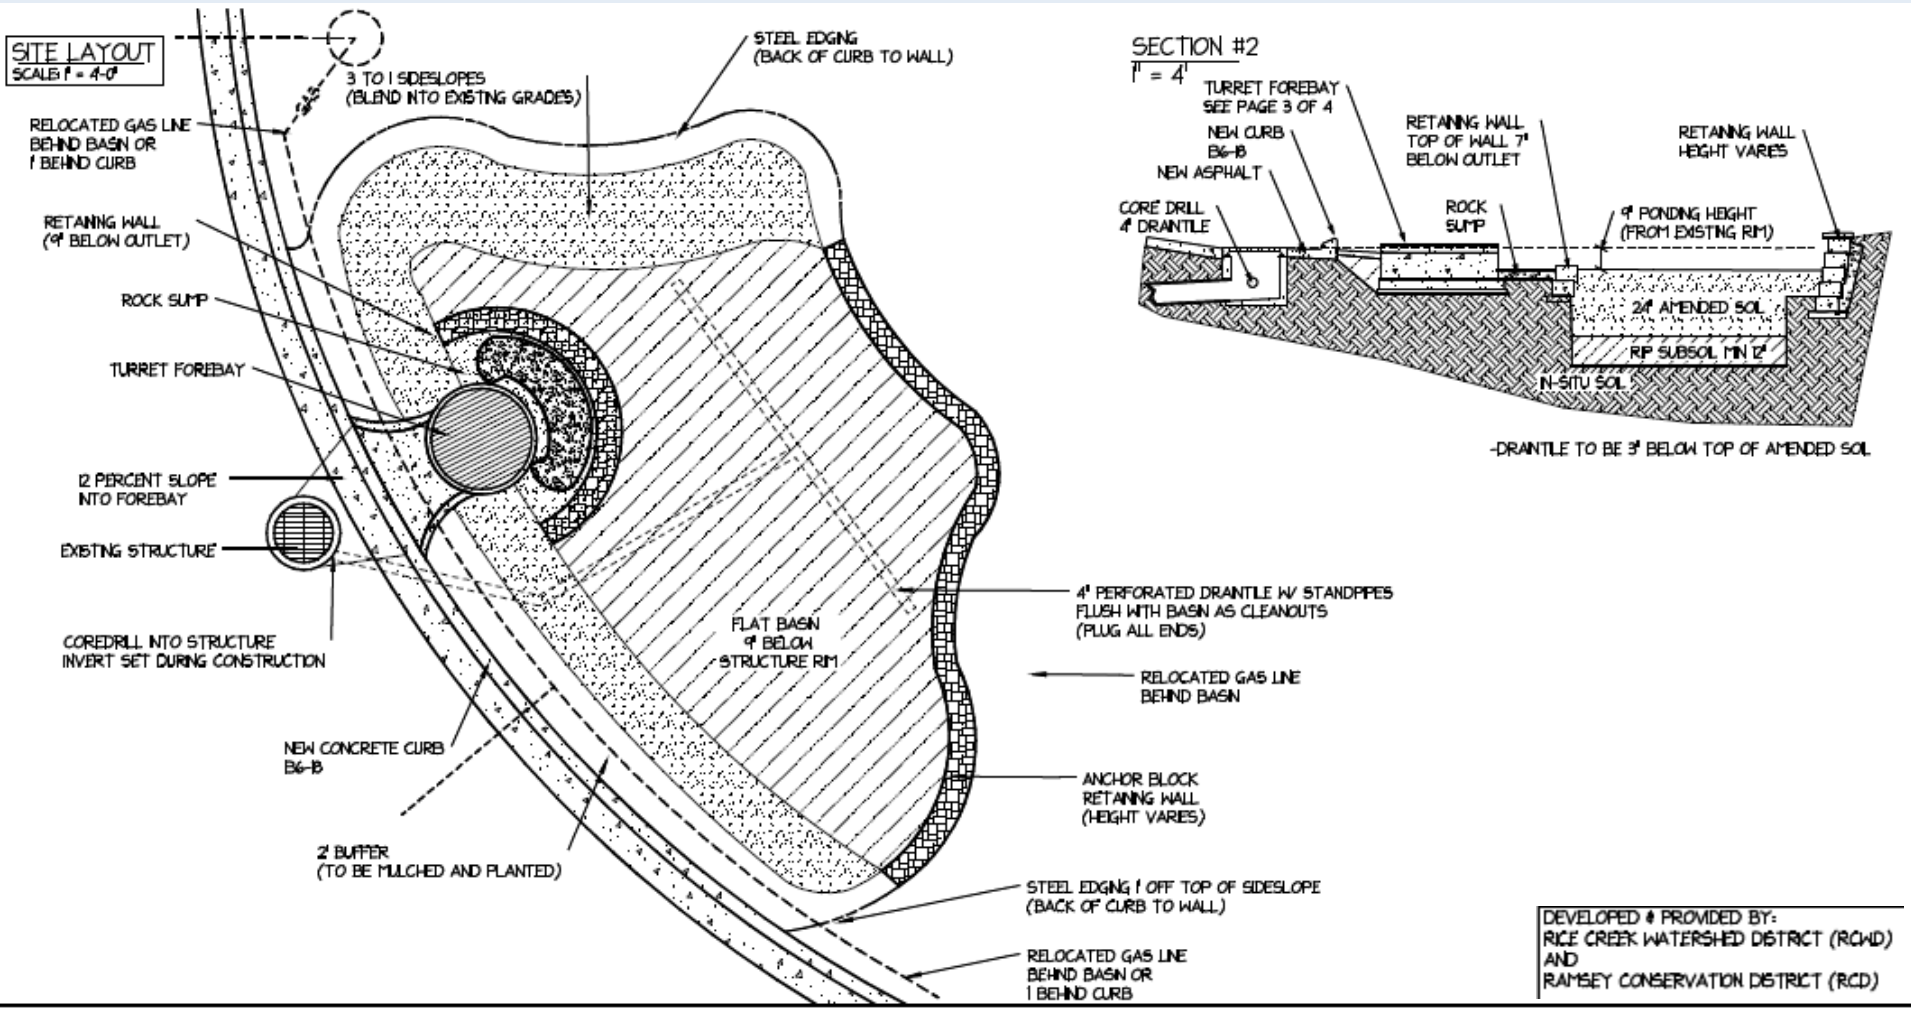 SITE LAYOUT
SCALE: 1" = 4'-0"
3 TO 1 SIDESLOPES
(BLEND INTO EXISTING GRADES)
STEEL EDGING
(BACK OF CURB TO WALL)
RELOCATED GAS LINE
BEHIND BASIN OR
1' BEHIND CURB
RETAINING WALL
(9" BELOW OUTLET)
ROCK SUMP
TURRET FOREBAY
12 PERCENT SLOPE
INTO FOREBAY
EXISTING STRUCTURE
COREDRILL INTO STRUCTURE
INVERT SET DURING CONSTRUCTION
NEW CONCRETE CURB
B6-18
2' BUFFER
(TO BE MULCHED AND PLANTED)
FLAT BASIN
9" BELOW
STRUCTURE RIM
4" PERFORATED DRAINTILE W/ STANDPIPES
FLUSH WITH BASIN AS CLEANOUTS
(PLUG ALL ENDS)
RELOCATED GAS LINE
BEHIND BASIN
ANCHOR BLOCK
RETAINING WALL
(HEIGHT VARIES)
STEEL EDGING 1' OFF TOP OF SIDESLOPE
(BACK OF CURB TO WALL)
RELOCATED GAS LINE
BEHIND BASIN OR
1' BEHIND CURB
SECTION #2
1" = 4'
TURRET FOREBAY
SEE PAGE 3 OF 4
NEW CURB
B6-18
NEW ASPHALT
CORE DRILL
4" DRAINTILE
RETAINING WALL
TOP OF WALL 7"
BELOW OUTLET
ROCK
SUMP
RETAINING WALL
HEIGHT VARIES
9" PONDING HEIGHT
(FROM EXISTING RIM)
24" AMENDED SOIL
RIP SUBSOIL MIN 12"
IN-SITU SOIL
-DRAINTILE TO BE 3" BELOW TOP OF AMENDED SOIL
DEVELOPED & PROVIDED BY:
RICE CREEK WATERSHED DISTRICT (RCWD)
AND
RAMSEY CONSERVATION DISTRICT (RCD)